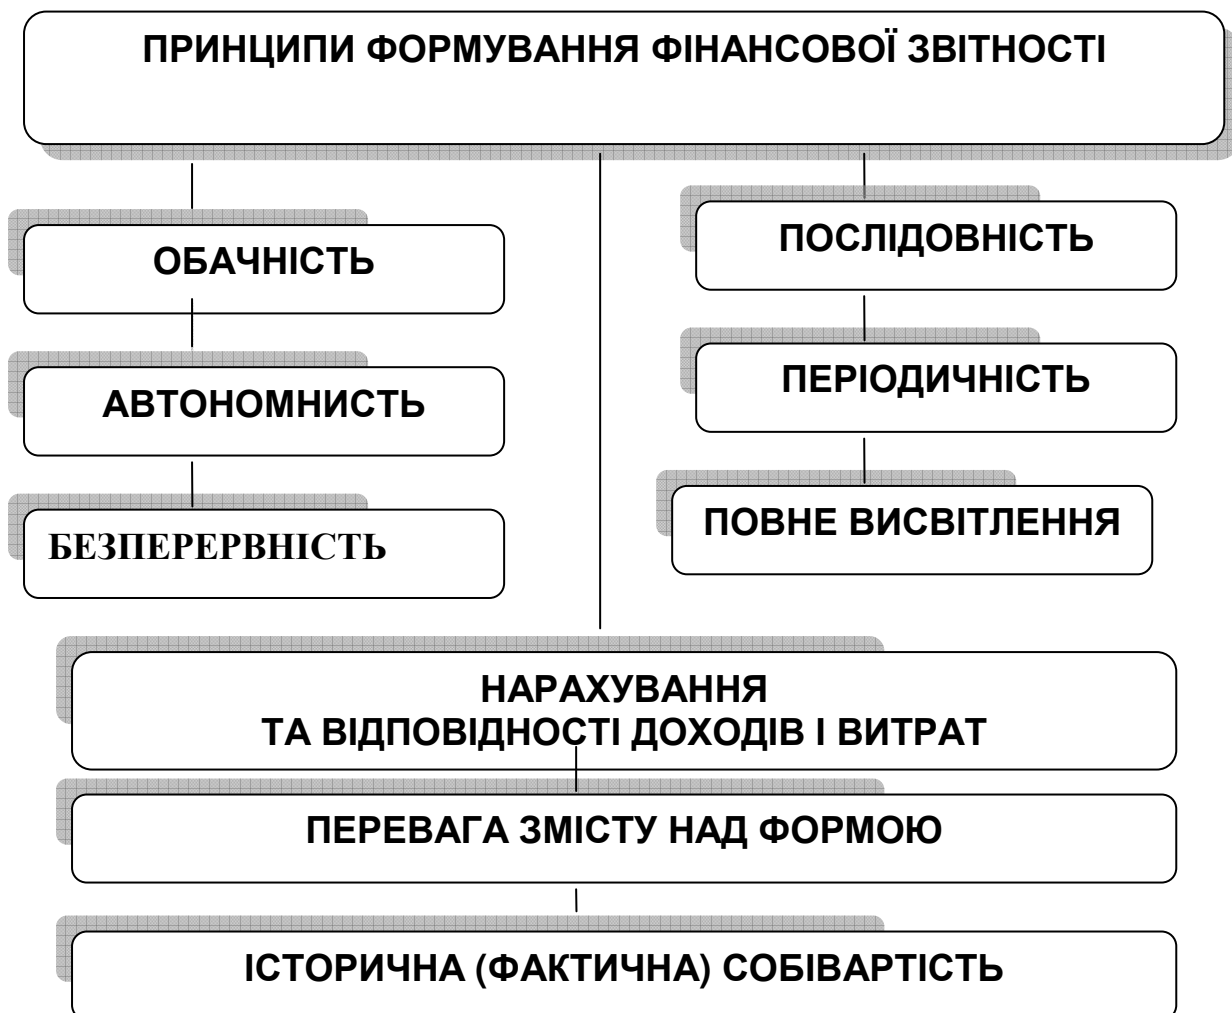 ПРИНЦИПИ ФОРМУВАННЯ ФІНАНСОВОЇ ЗВІТНОСТІ
ОБАЧНІСТЬ
АВТОНОМНИСТЬ
БЕЗПЕРЕРВНІСТЬ
ПОСЛІДОВНІСТЬ
ПЕРІОДИЧНІСТЬ
ПОВНЕ ВИСВІТЛЕННЯ
НАРАХУВАННЯ
ТА ВІДПОВІДНОСТІ ДОХОДІВ І ВИТРАТ
ПЕРЕВАГА ЗМІСТУ НАД ФОРМОЮ
ІСТОРИЧНА (ФАКТИЧНА) СОБІВАРТІСТЬ